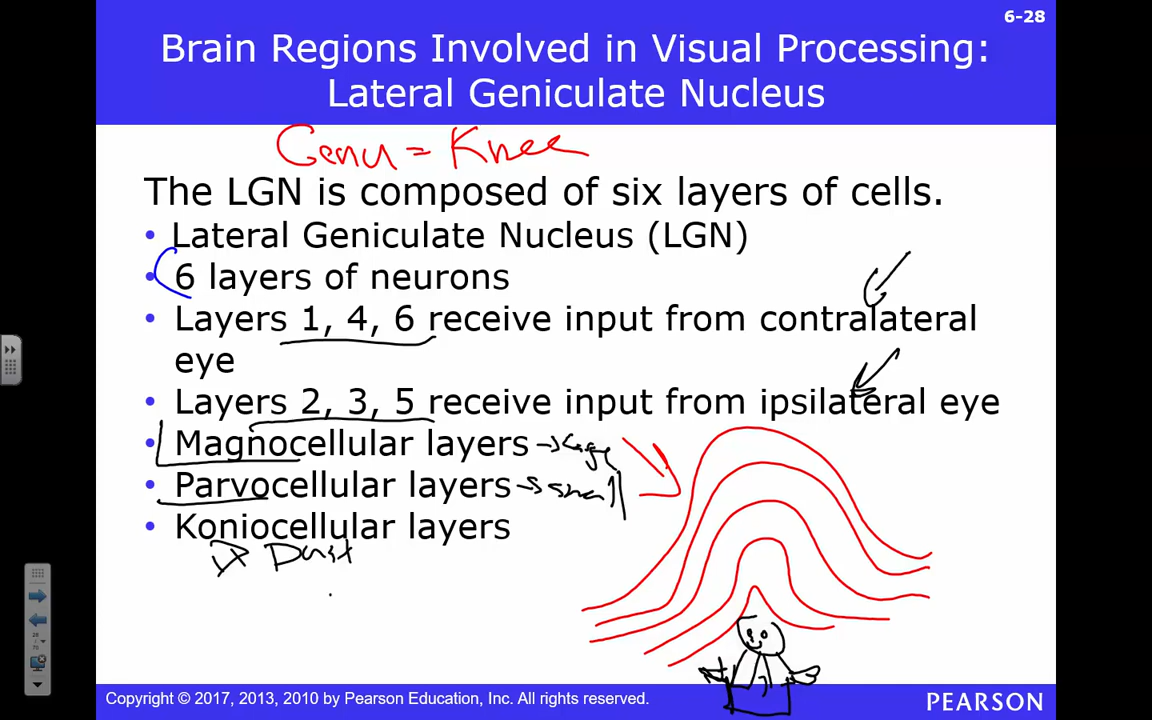 6-28
Brain Regions Involved in Visual Processing:
Lateral Geniculate Nucleus
Genu = Knee
The LGN is composed of six layers of cells.
• Lateral Geniculate Nucleus (LGN)
• 6 layers of neurons
• Layers 1, 4, 6 receive input from contralateral
eye
• Layers 2, 3, 5 receive input from ipsilateral eye
• Magnocellular layers → Large
• Parvocellular layers → small
• Koniocellular layers
Dust
Copyright © 2017, 2013, 2010 by Pearson Education, Inc. All rights reserved.
PEARSON